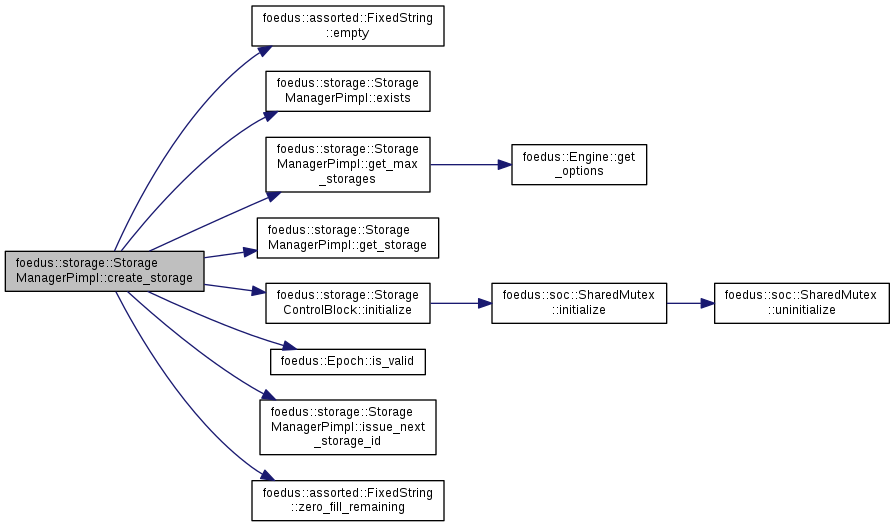 foedus::assorted::FixedString
::empty
foedus::storage::Storage
ManagerPimpl::exists
foedus::storage::Storage
ManagerPimpl::get_max
_storages
foedus::Engine::get
_options
foedus::storage::Storage
ManagerPimpl::get_storage
foedus::storage::Storage
ManagerPimpl::create_storage
foedus::storage::Storage
ControlBlock::initialize
foedus::soc::SharedMutex
::initialize
foedus::soc::SharedMutex
::uninitialize
foedus::Epoch::is_valid
foedus::storage::Storage
ManagerPimpl::issue_next
_storage_id
foedus::assorted::FixedString
::zero_fill_remaining